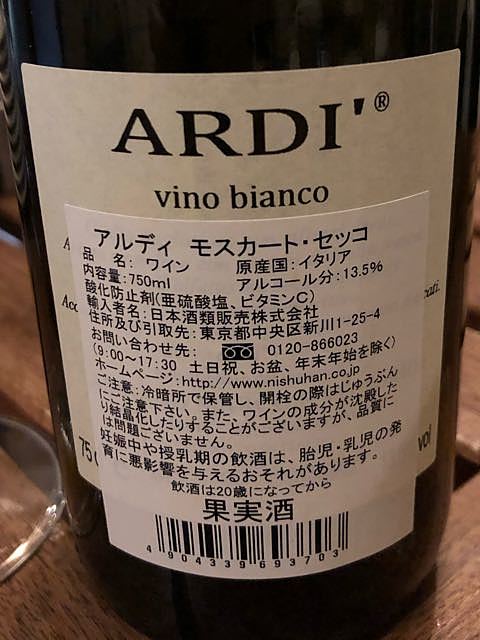 ARDI'®
vino bianco
アルディ モスカート・セッコ
品 名: ワイン 原産国:イタリア
内容量:750ml アルコール分:13.5%
酸化防止剤(亜硫酸塩、ビタミンC)
輸入者名:日本酒類販売株式会社
住所及び引取先:東京都中央区新川1-25-4
お問い合わせ先: 0120-866023
(9:00~17:30 土日祝、お盆、年末年始を除く)
ホームページ:http://www.nishuhan.co.jp
ご注意:冷暗所で保管し、開栓の際はじゅうぶん
にご注意下さい。また、ワインの成分が沈殿した
り結晶化したりすることがございますが、品質に
は問題ございません。
妊娠中や授乳期の飲酒は、胎児・乳児の発
育に悪影響を与えるおそれがあります。
飲酒は20歳になってから
果実酒
4904339693703